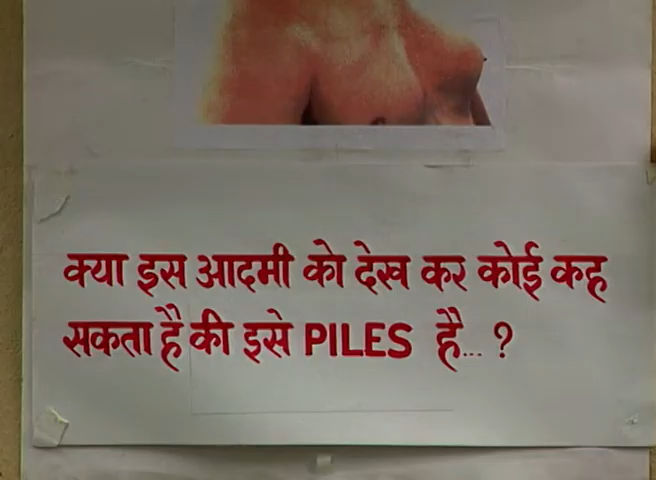 क्या इस आदमी को देख कर कोई कह
सकता है की इसे PILES है...?